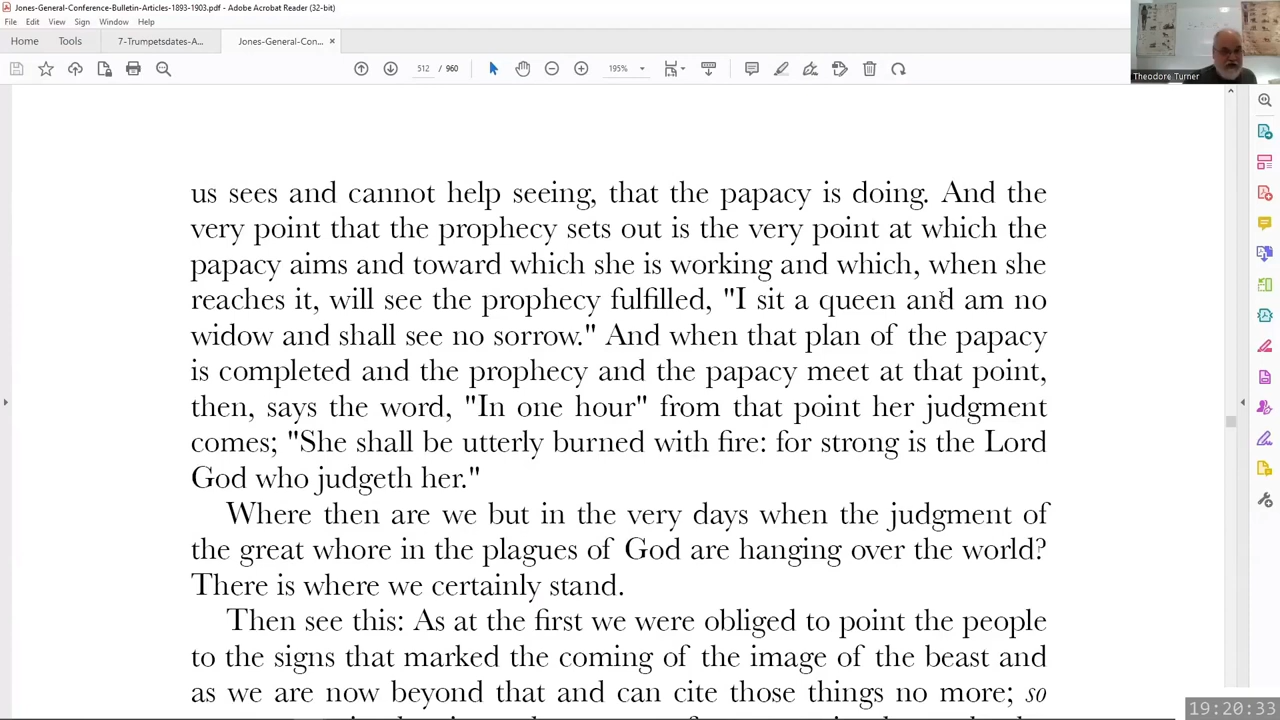 Jones-General-Conference-Bulletin-Articles-1893-1903.pdf - Adobe Acrobat Reader (32-bit)
File Edit View Sign Window Help
Home Tools 7-Trumpetsdates-A... Jones-General-Con... ×
512 / 960 195%
Theodore Turner
us sees and cannot help seeing, that the papacy is doing. And the
very point that the prophecy sets out is the very point at which the
papacy aims and toward which she is working and which, when she
reaches it, will see the prophecy fulfilled, "I sit a queen and am no
widow and shall see no sorrow." And when that plan of the papacy
is completed and the prophecy and the papacy meet at that point,
then, says the word, "In one hour" from that point her judgment
comes; "She shall be utterly burned with fire: for strong is the Lord
God who judgeth her."
Where then are we but in the very days when the judgment of
the great whore in the plagues of God are hanging over the world?
There is where we certainly stand.
Then see this: As at the first we were obliged to point the people
to the signs that marked the coming of the image of the beast and
as we are now beyond that and can cite those things no more; so
19:20:33